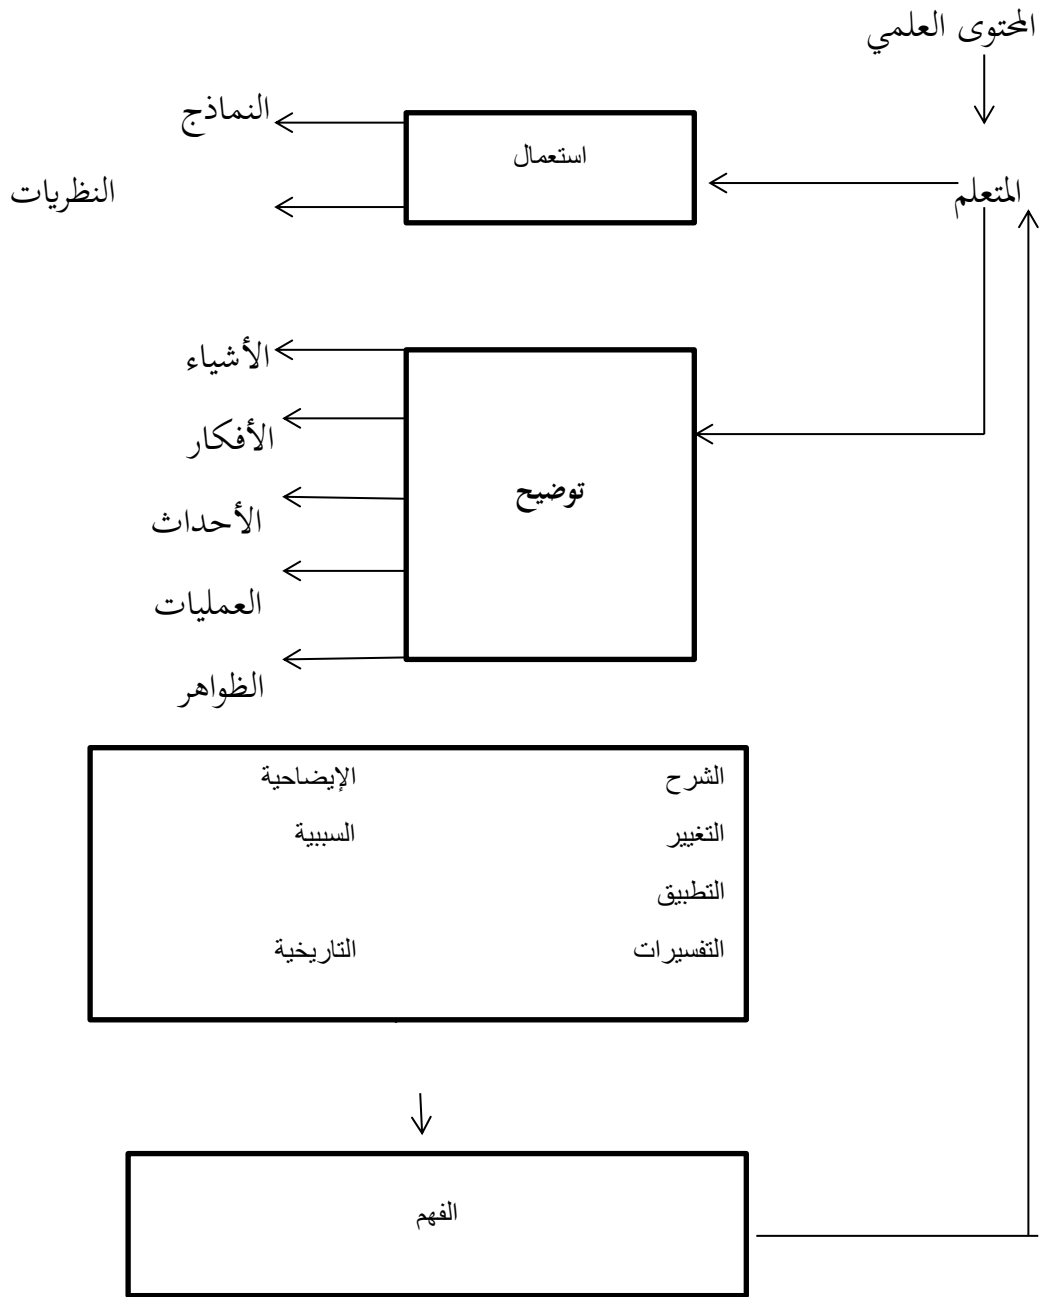 المحتوى العلمي
النماذج
استعمال
المتعلم
النظريات
الأشياء
الأفكار
توضيح
الأحداث
العمليات
الظواهر
الشرح الإيضاحية
التغيير السببية
التطبيق
التفسيرات التاريخية
الفهم